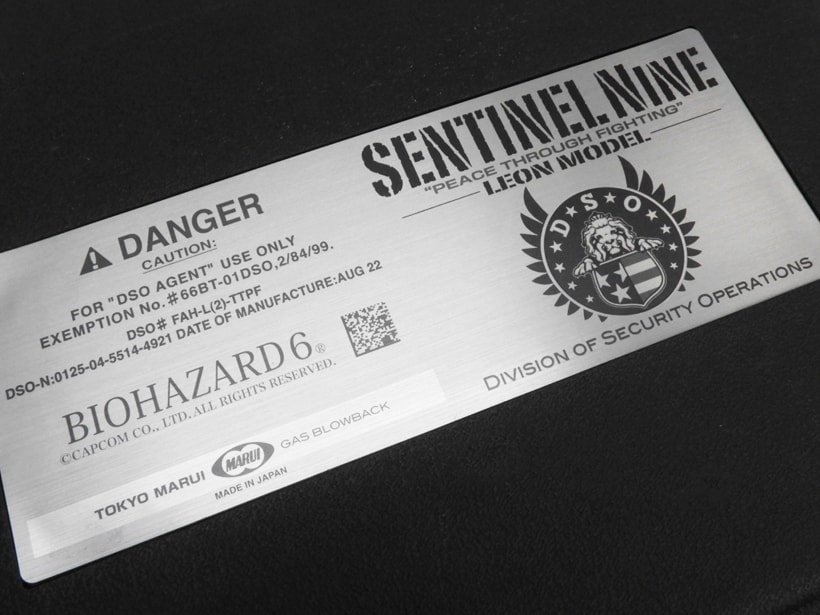 SENTINEL NINE
"PEACE THROUGH FIGHTING"
LEON MODEL
DSO
DIVISION OF SECURITY OPERATIONS
DANGER
CAUTION:
FOR "DSO AGENT" USE ONLY
EXEMPTION No.#66BT-01DSO,2/84/99.
DSO# FAH-L(2)-TTPF
DSO-N:0125-04-5514-4921 DATE OF MANUFACTURE:AUG 22
BIOHAZARD 6®
©CAPCOM CO., LTD. ALL RIGHTS RESERVED.
TOKYO MARUI MARUI GAS BLOWBACK
MADE IN JAPAN